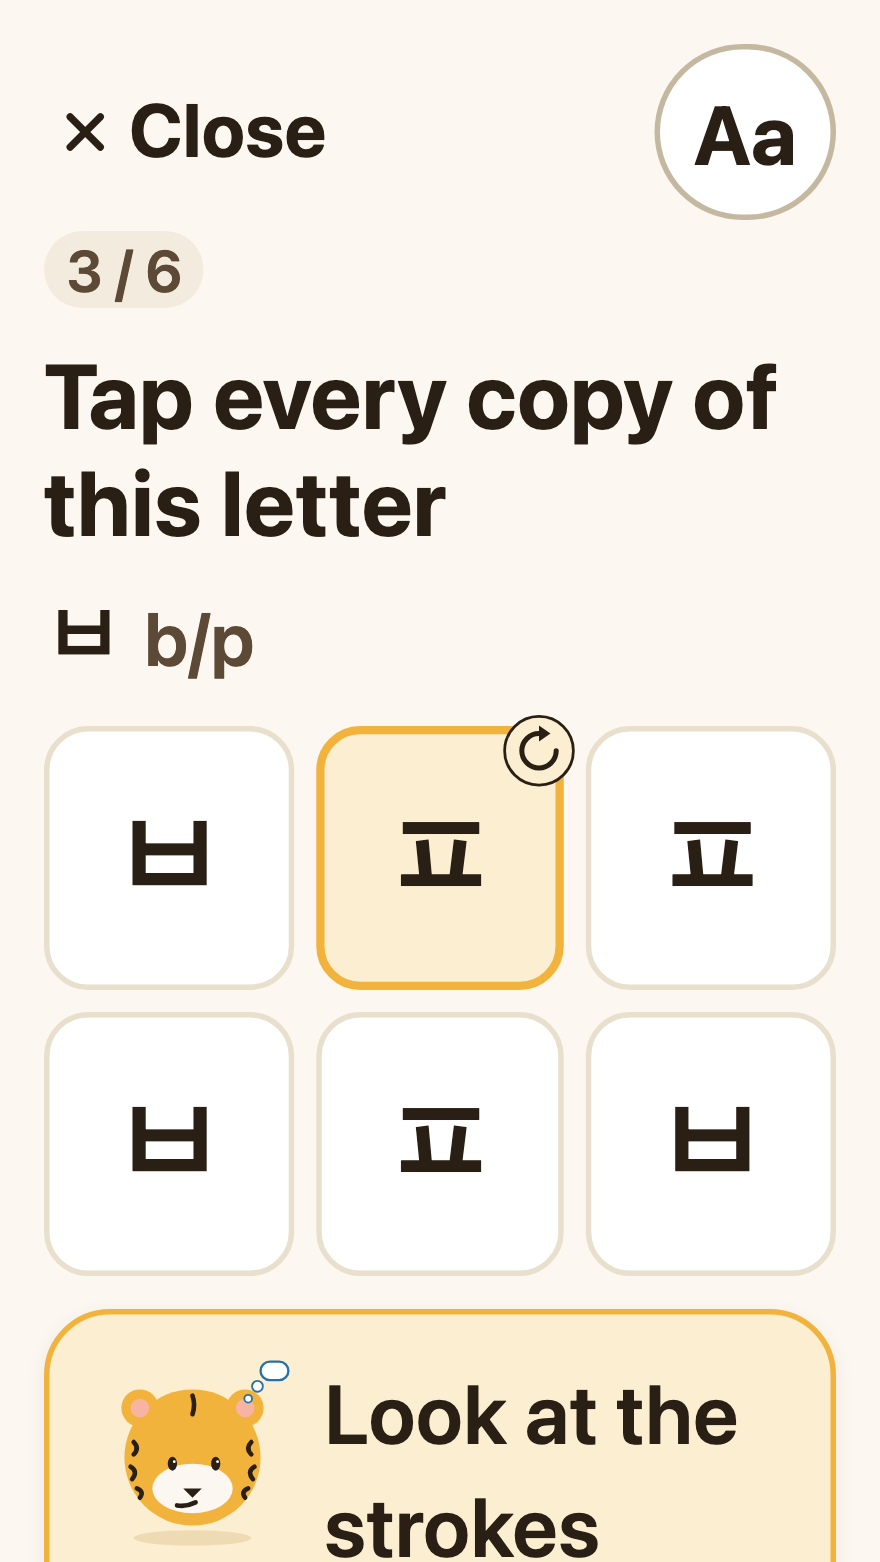 × Close
Aa
3 / 6
Tap every copy of
this letter
ㅂ b/p
ㅂ ㅍ ㅍ
ㅂ ㅍ ㅂ
Look at the
strokes